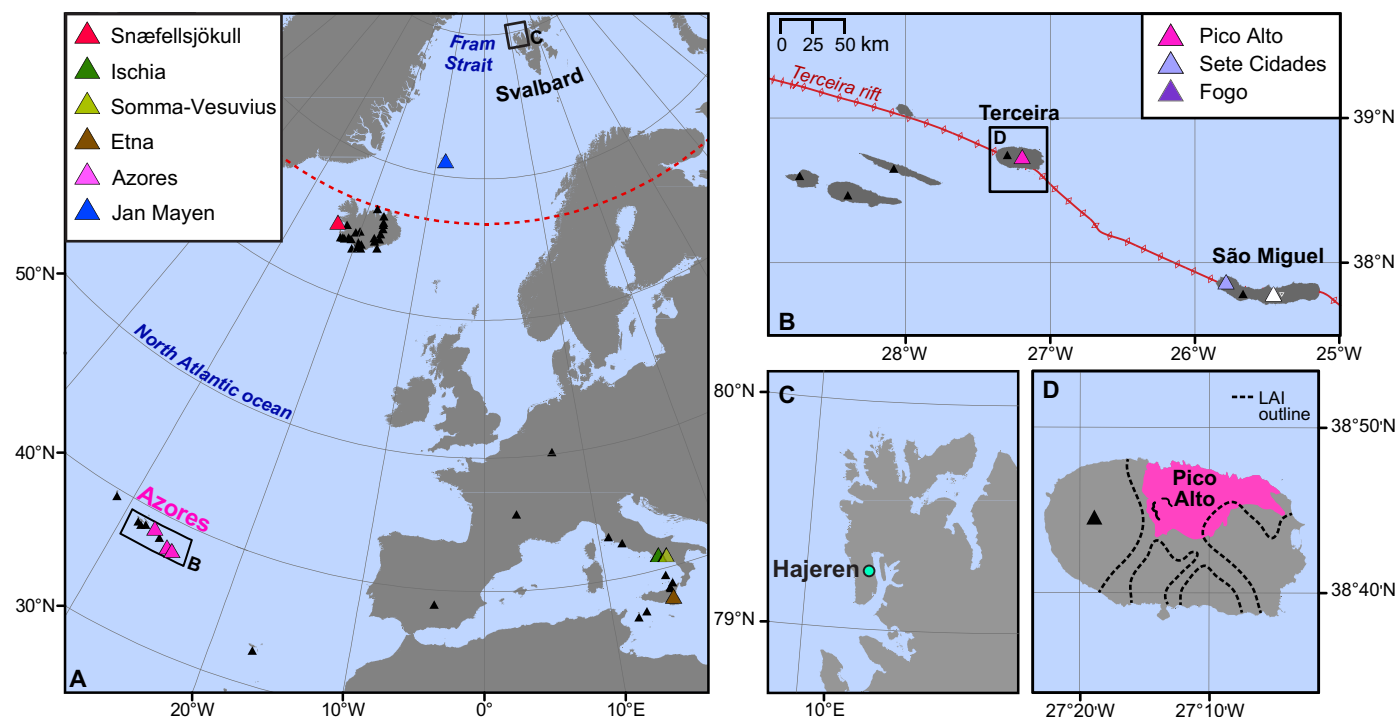 Snæfellsjökull
Ischia
Somma-Vesuvius
Etna
Azores
Jan Mayen
Fram
Strait
C
Svalbard
50°N
North Atlantic ocean
40°N
Azores
B
30°N
A
20°W
10°W
0°
10°E
0 25 50 km
Pico Alto
Sete Cidades
Fogo
Terceira rift
Terceira
D
39°N
São Miguel
38°N
B
28°W
27°W
26°W
25°W
80°N
C
Hajeren
79°N
10°E
D
LAI
outline
38°50'N
Pico
Alto
38°40'N
27°20'W
27°10'W